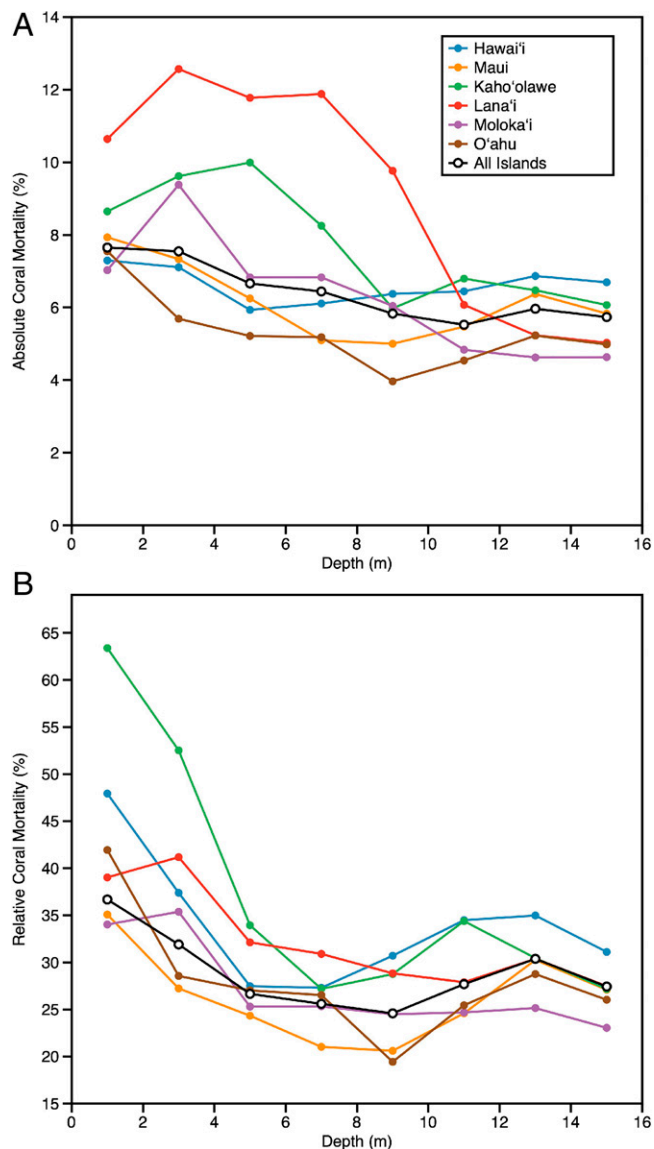 A
14
12
10
8
6
4
2
0
Absolute Coral Mortality (%)
Hawai‘i
Maui
Kaho‘olawe
Lana‘i
Moloka‘i
O‘ahu
All Islands
0 2 4 6 8 10 12 14 16
Depth (m)
B
65
60
55
50
45
40
35
30
25
20
15
Relative Coral Mortality (%)
0 2 4 6 8 10 12 14 16
Depth (m)